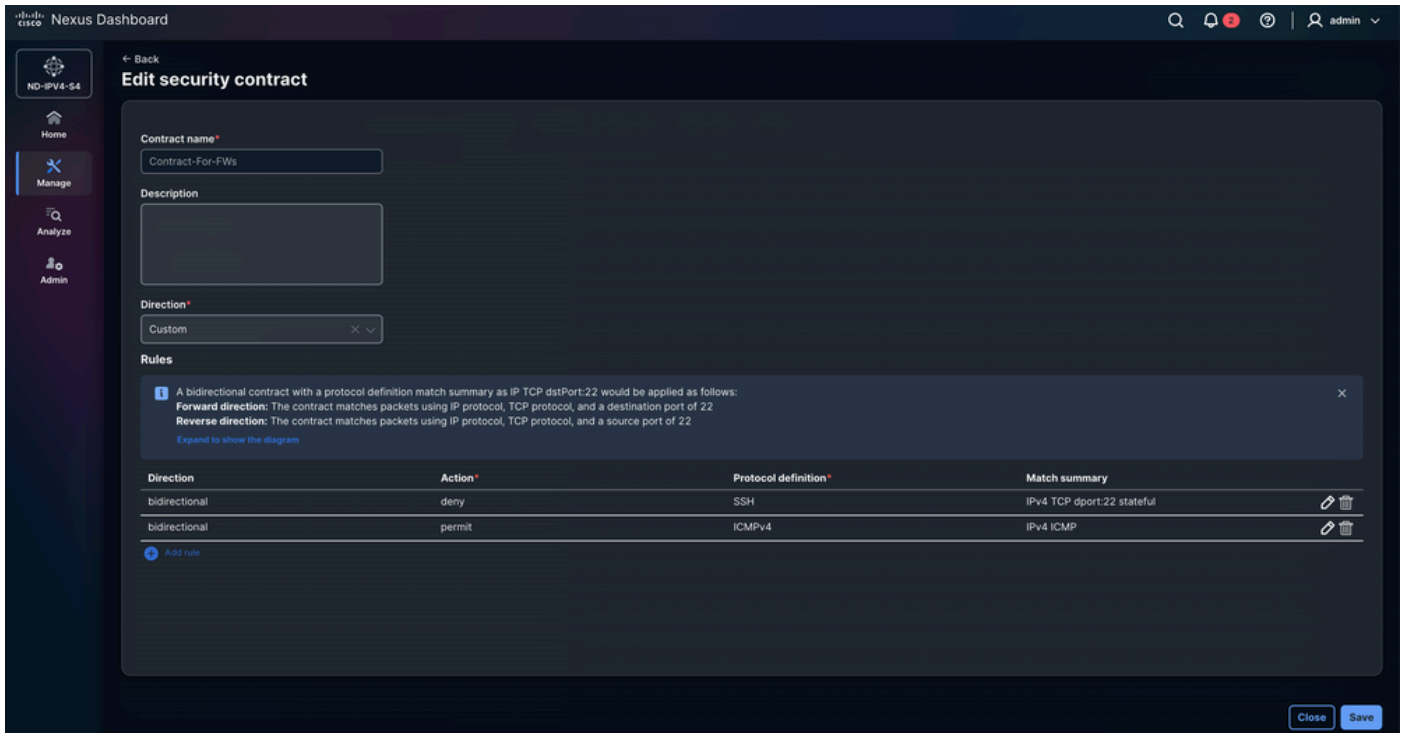 cisco Nexus Dashboard
2
admin
ND-IPV4-S4
Home
Manage
Analyze
Admin
← Back
Edit security contract
Contract name*
Contract-For-FWs
Description
Direction*
Custom
Rules
A bidirectional contract with a protocol definition match summary as IP TCP dstPort:22 would be applied as follows:
Forward direction: The contract matches packets using IP protocol, TCP protocol, and a destination port of 22
Reverse direction: The contract matches packets using IP protocol, TCP protocol, and a source port of 22
Expand to show the diagram
Direction Action* Protocol definition* Match summary
bidirectional deny SSH IPv4 TCP dport:22 stateful
bidirectional permit ICMPv4 IPv4 ICMP
Add rule
Close Save